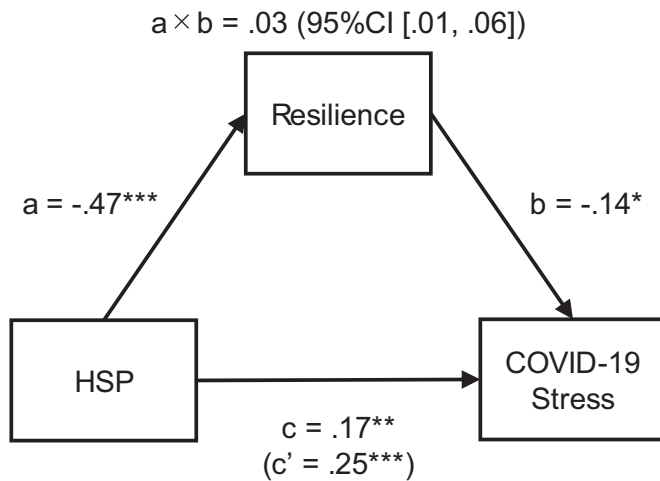 a × b = .03 (95%CI [.01, .06])
Resilience
a = -.47***
b = -.14*
HSP
COVID-19
Stress
c = .17**
(c’ = .25***)